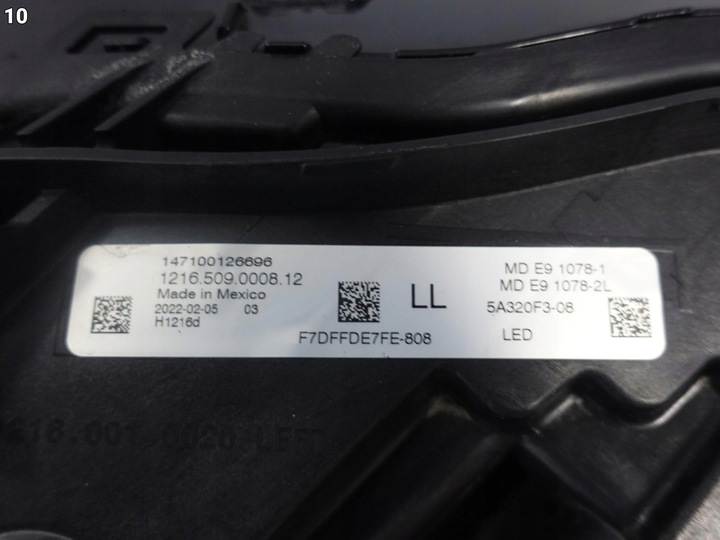 10
147100126696
1216.509.0008.12
Made in Mexico
2022-02-05 03
H1216d
F7DFFDE7FE-808
LL
MD E9 1078-1
MD E9 1078-2L
5A320F3-08
LED